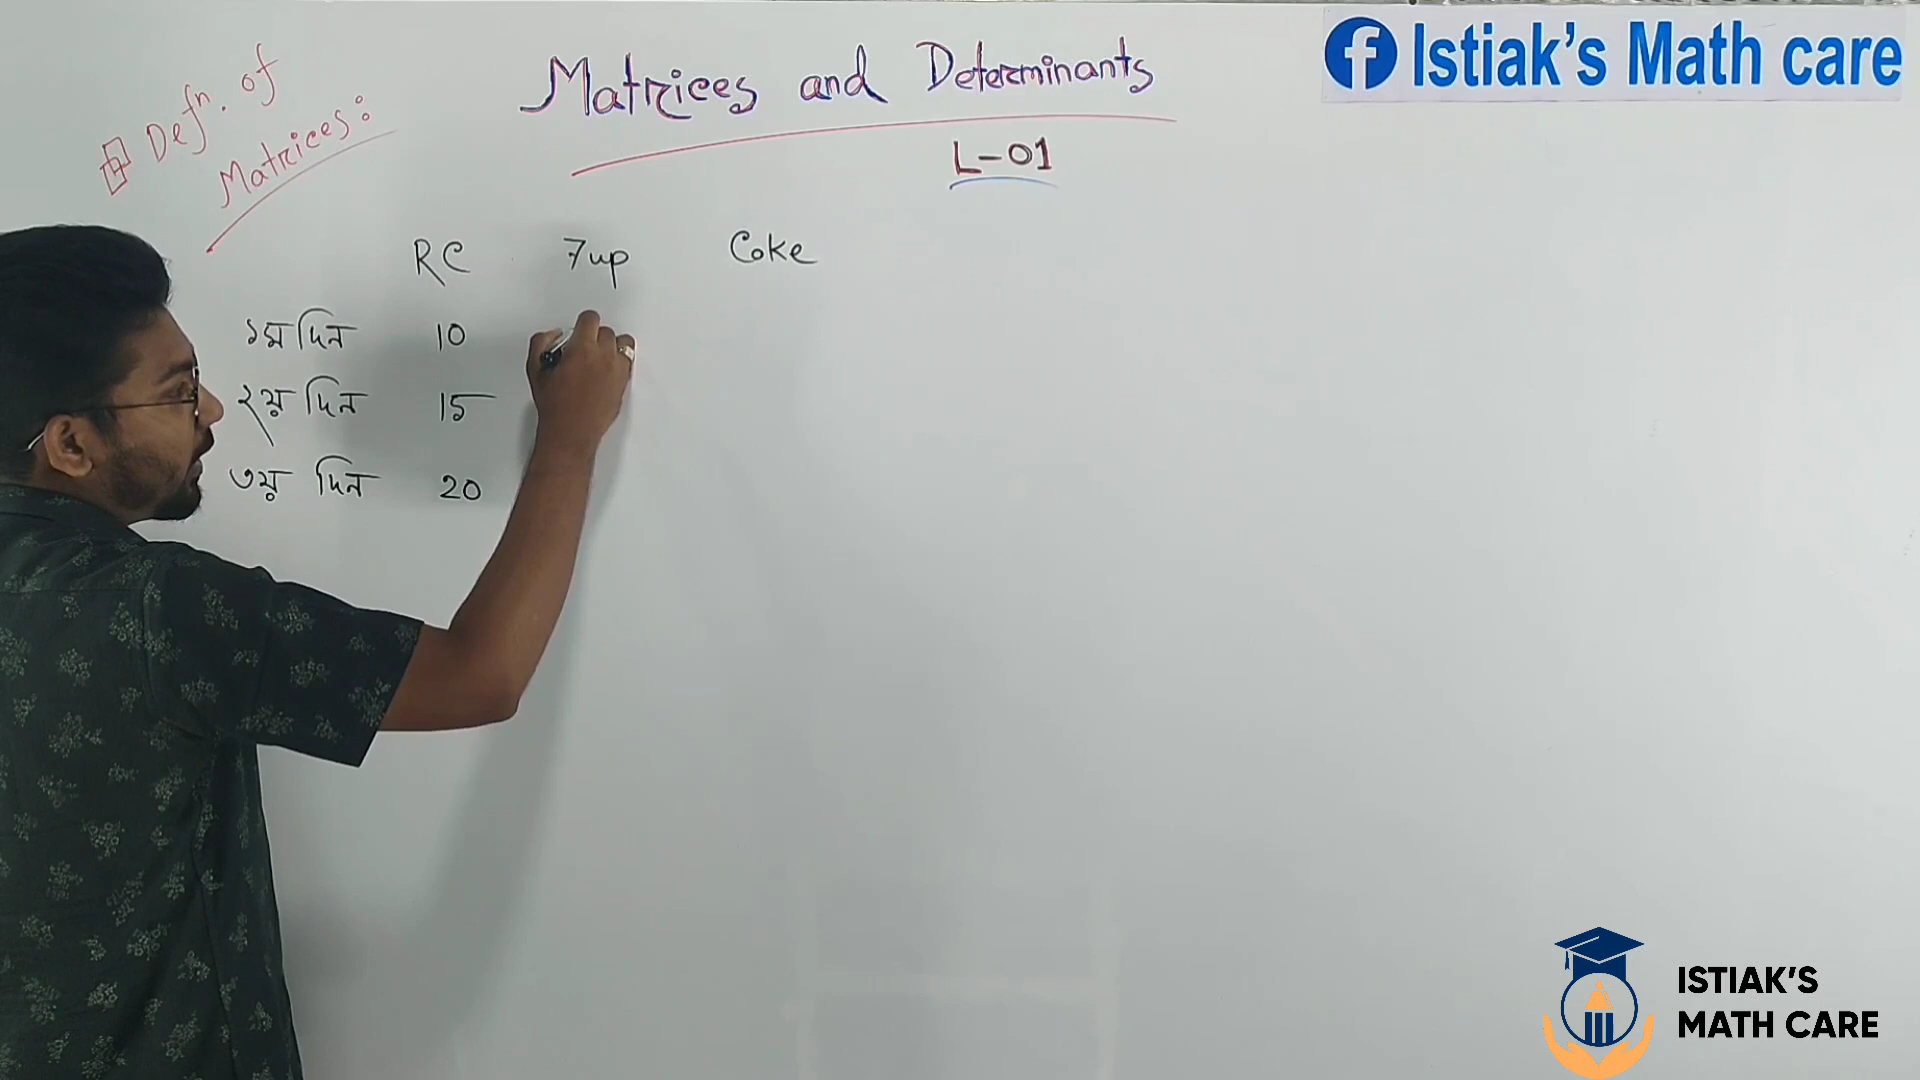 Matrices and Determinants
L-01
Defn. of
Matrices:
RC 7up Coke
১ম দিন 10
২য় দিন 15
৩য় দিন 20
Istiak's Math care
ISTIAK'S
MATH CARE